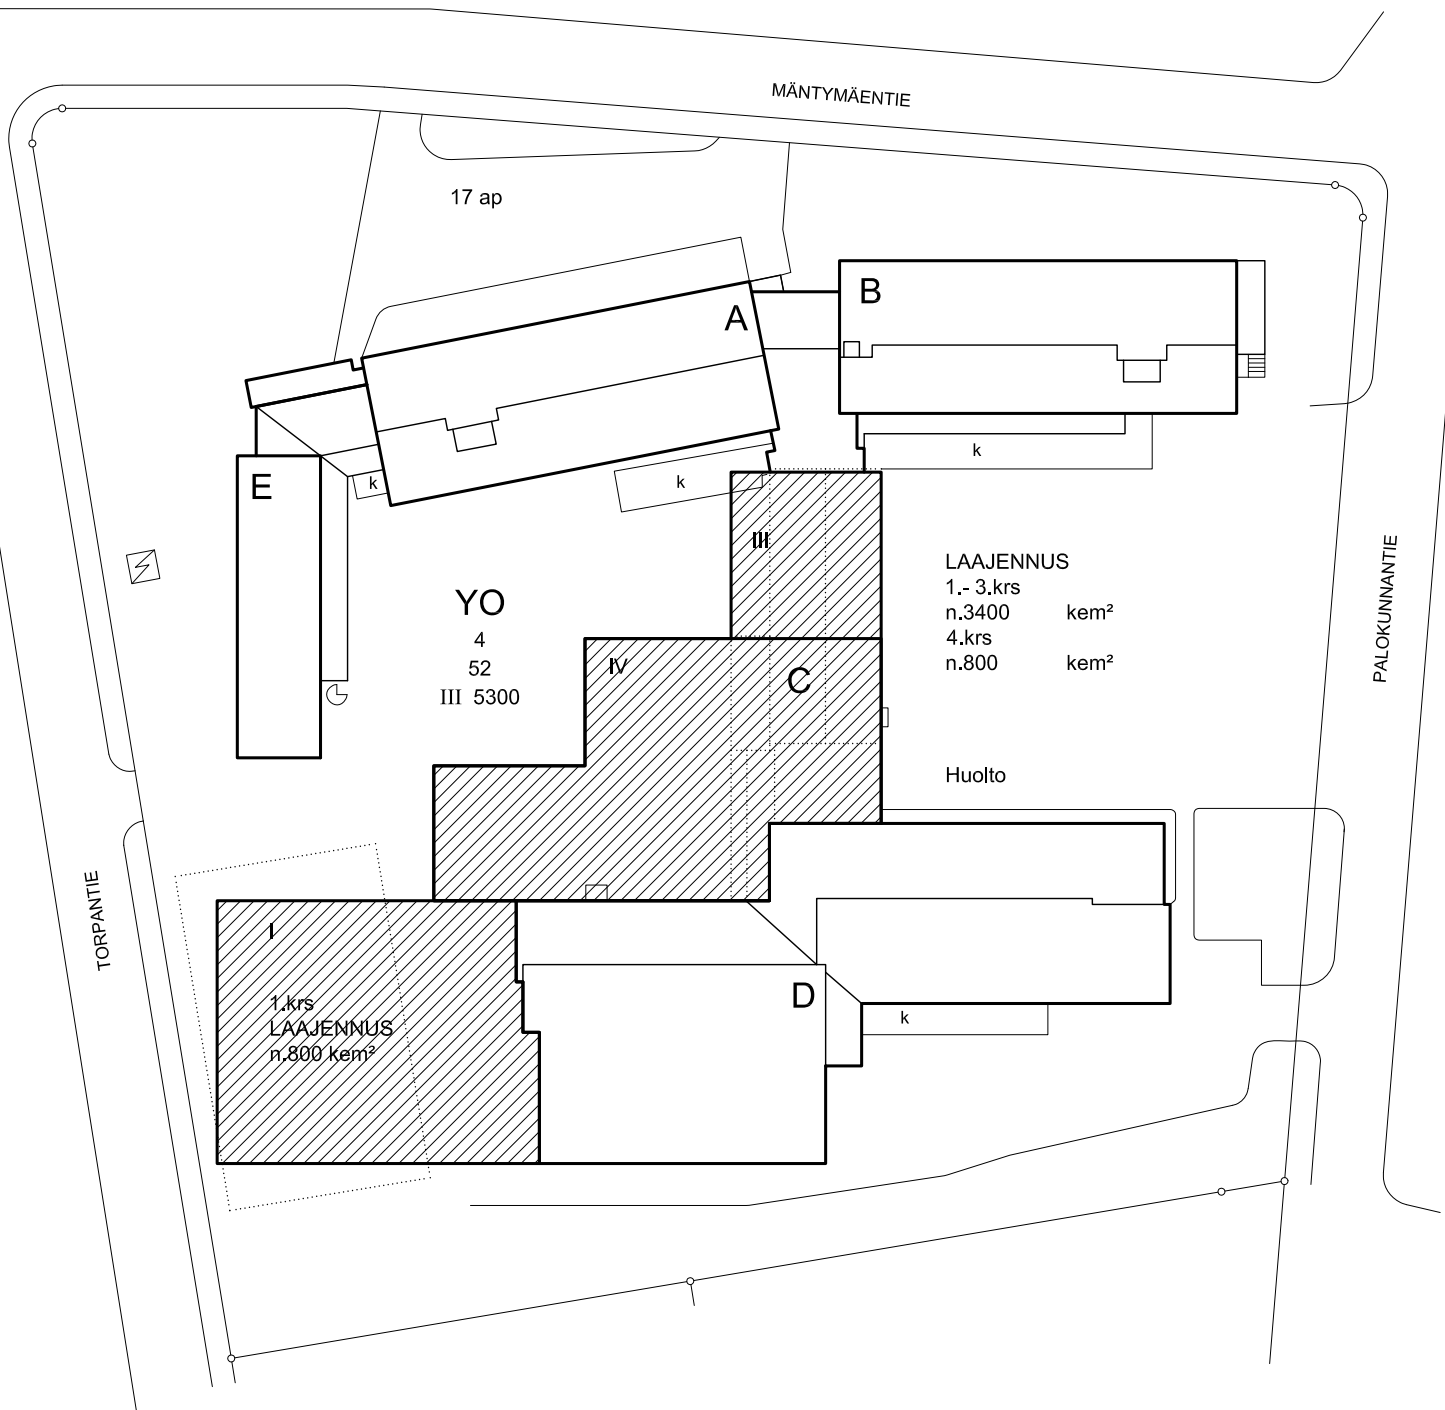 MÄNTYMÄENTIE
17 ap
A
B
k
k
k
E
III
LAAJENNUS
1.- 3.krs
n.3400 kem²
4.krs
n.800 kem²
PALOKUNNANTIE
YO
4
52
III 5300
IV
C
Huolto
TORPANTIE
I
1.krs
LAAJENNUS
n.800 kem²
D
k